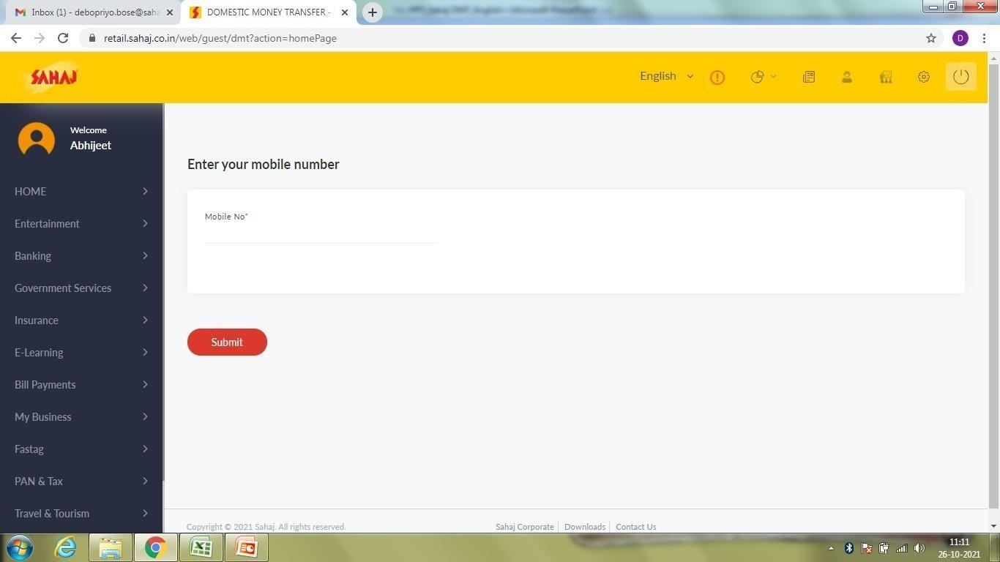 Inbox (1) - debopriyo.bose@saha
DOMESTIC MONEY TRANSFER -
retail.sahaj.co.in/web/guest/dmt?action=homePage
D
SAHAJ
English
Welcome
Abhijeet
HOME
Entertainment
Banking
Government Services
Insurance
E-Learning
Bill Payments
My Business
Fastag
PAN & Tax
Travel & Tourism
Enter your mobile number
Mobile No*
Submit
Copyright © 2021 Sahaj. All rights reserved.
Sahaj Corporate
Downloads
Contact Us
11:11
26-10-2021